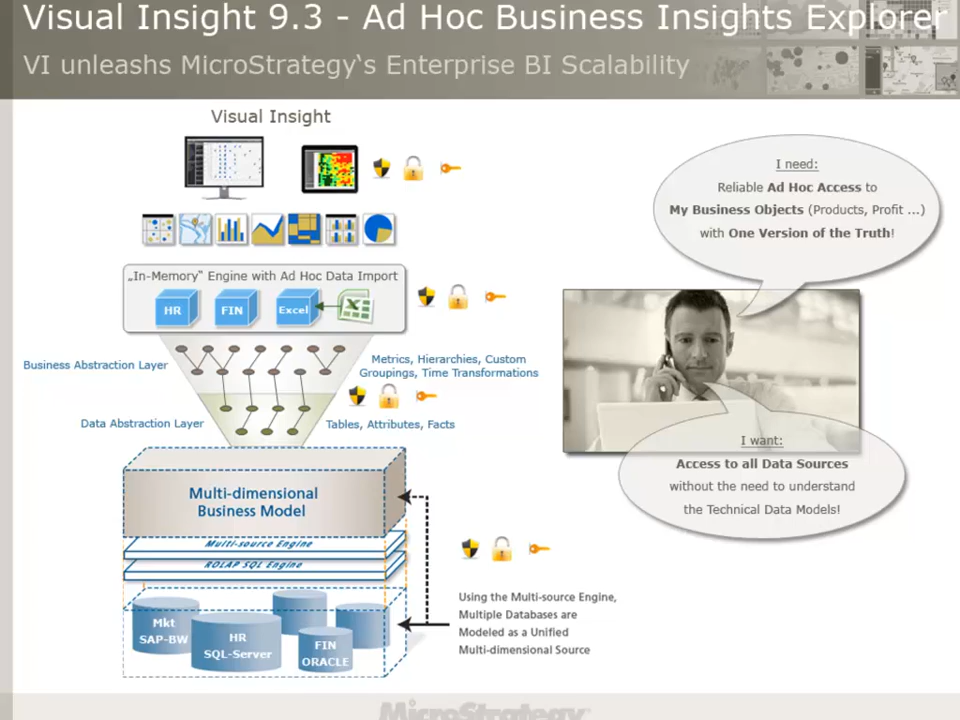 Visual Insight 9.3 - Ad Hoc Business Insights Explorer
VI unleashs MicroStrategy's Enterprise BI Scalability
Visual Insight
„In-Memory“ Engine with Ad Hoc Data Import
HR
FIN
Excel
Business Abstraction Layer
Metrics, Hierarchies, Custom
Groupings, Time Transformations
Data Abstraction Layer
Tables, Attributes, Facts
Multi-dimensional
Business Model
Multi-source Engine
ROLAP SQL Engine
Mkt
SAP-BW
HR
SQL-Server
FIN
ORACLE
Using the Multi-source Engine,
Multiple Databases are
Modeled as a Unified
Multi-dimensional Source
I need:
Reliable Ad Hoc Access to
My Business Objects (Products, Profit ...)
with One Version of the Truth!
I want:
Access to all Data Sources
without the need to understand
the Technical Data Models!
MicroStrategy